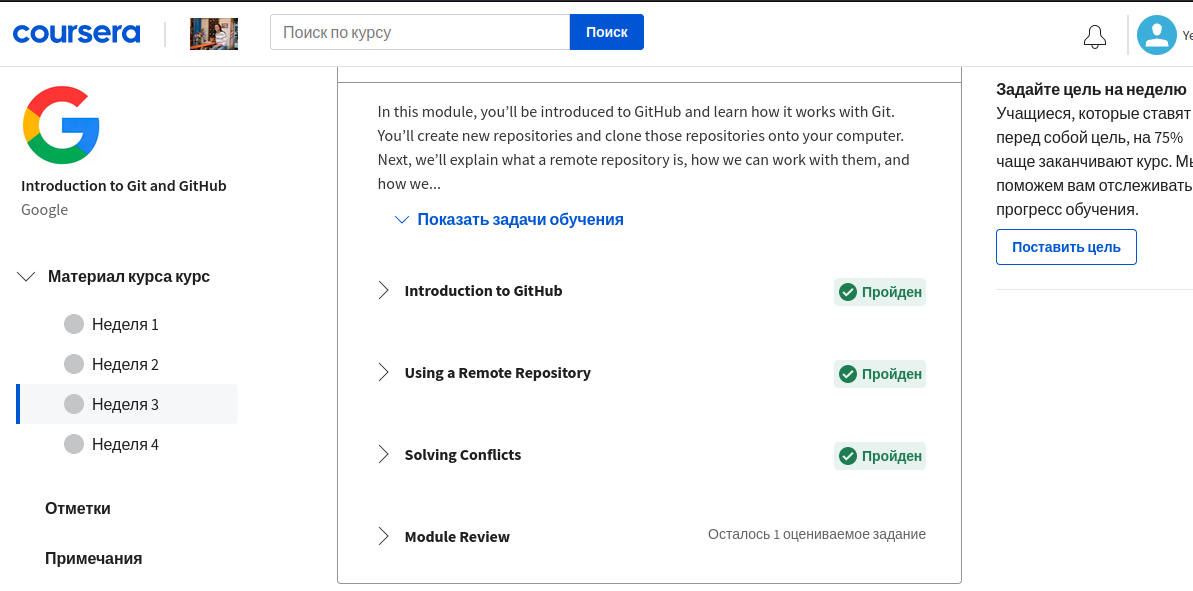 coursera
Поиск по курсу
Поиск
Introduction to Git and GitHub
Google
Материал курса курс
Неделя 1
Неделя 2
Неделя 3
Неделя 4
Отметки
Примечания
In this module, you’ll be introduced to GitHub and learn how it works with Git.
You’ll create new repositories and clone those repositories onto your computer.
Next, we’ll explain what a remote repository is, how we can work with them, and
how we...
Показать задачи обучения
Introduction to GitHub
Пройден
Using a Remote Repository
Пройден
Solving Conflicts
Пройден
Module Review
Осталось 1 оцениваемое задание
Задайте цель на неделю
Учащиеся, которые ставят
перед собой цель, на 75%
чаще заканчивают курс.
поможем вам отслеживать
прогресс обучения.
Поставить цель